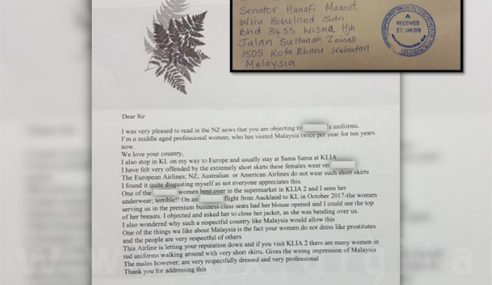 Senator Hanafi Mamet
Wira Homeland Sdn
Bhd 3455 Wisma
Jalan Sultanah Zainab
1505 Kota Bharu Kelantan
Malaysia
RECEIVED
Dear Sir
I was very pleased to read in the NZ news that you are objecting to 's uniforms.
I'm a middle aged professional woman; who has visited Malaysia twice per year for ten years
now.
We love your country.
I also stop in KL on my way to Europe and usually stay at Sama Sama at KLIA
I have felt very offended by the extremely short skirts these females wear on
The European Airlines; NZ, Australian or American Airlines do not wear such short skirts
I found it quite disgusting myself as not everyone appreciates this.
One of the women bent over in the supermarket in KLIA 2 and I seen her
underwear; terrible!! On an flight from Auckland to KL in October 2017-the women
serving us in the premium business class seats had her blouse opened and I could see the top
of her breasts. I objected and asked her to close her jacket, as she was bending over us.
I also wondered why such a respected country like Malaysia would allow this
One of the things we like about Malaysia is the fact your women do not dress like prostitutes
and the people are very respectful of others
This Airline is letting your reputation down and if you visit KLIA 2 there are many women in
red uniforms walking around with very short skirts. Gives the wrong impression of Malaysia
The males however; are very respectfully dressed and very professional
Thank you for addressing this